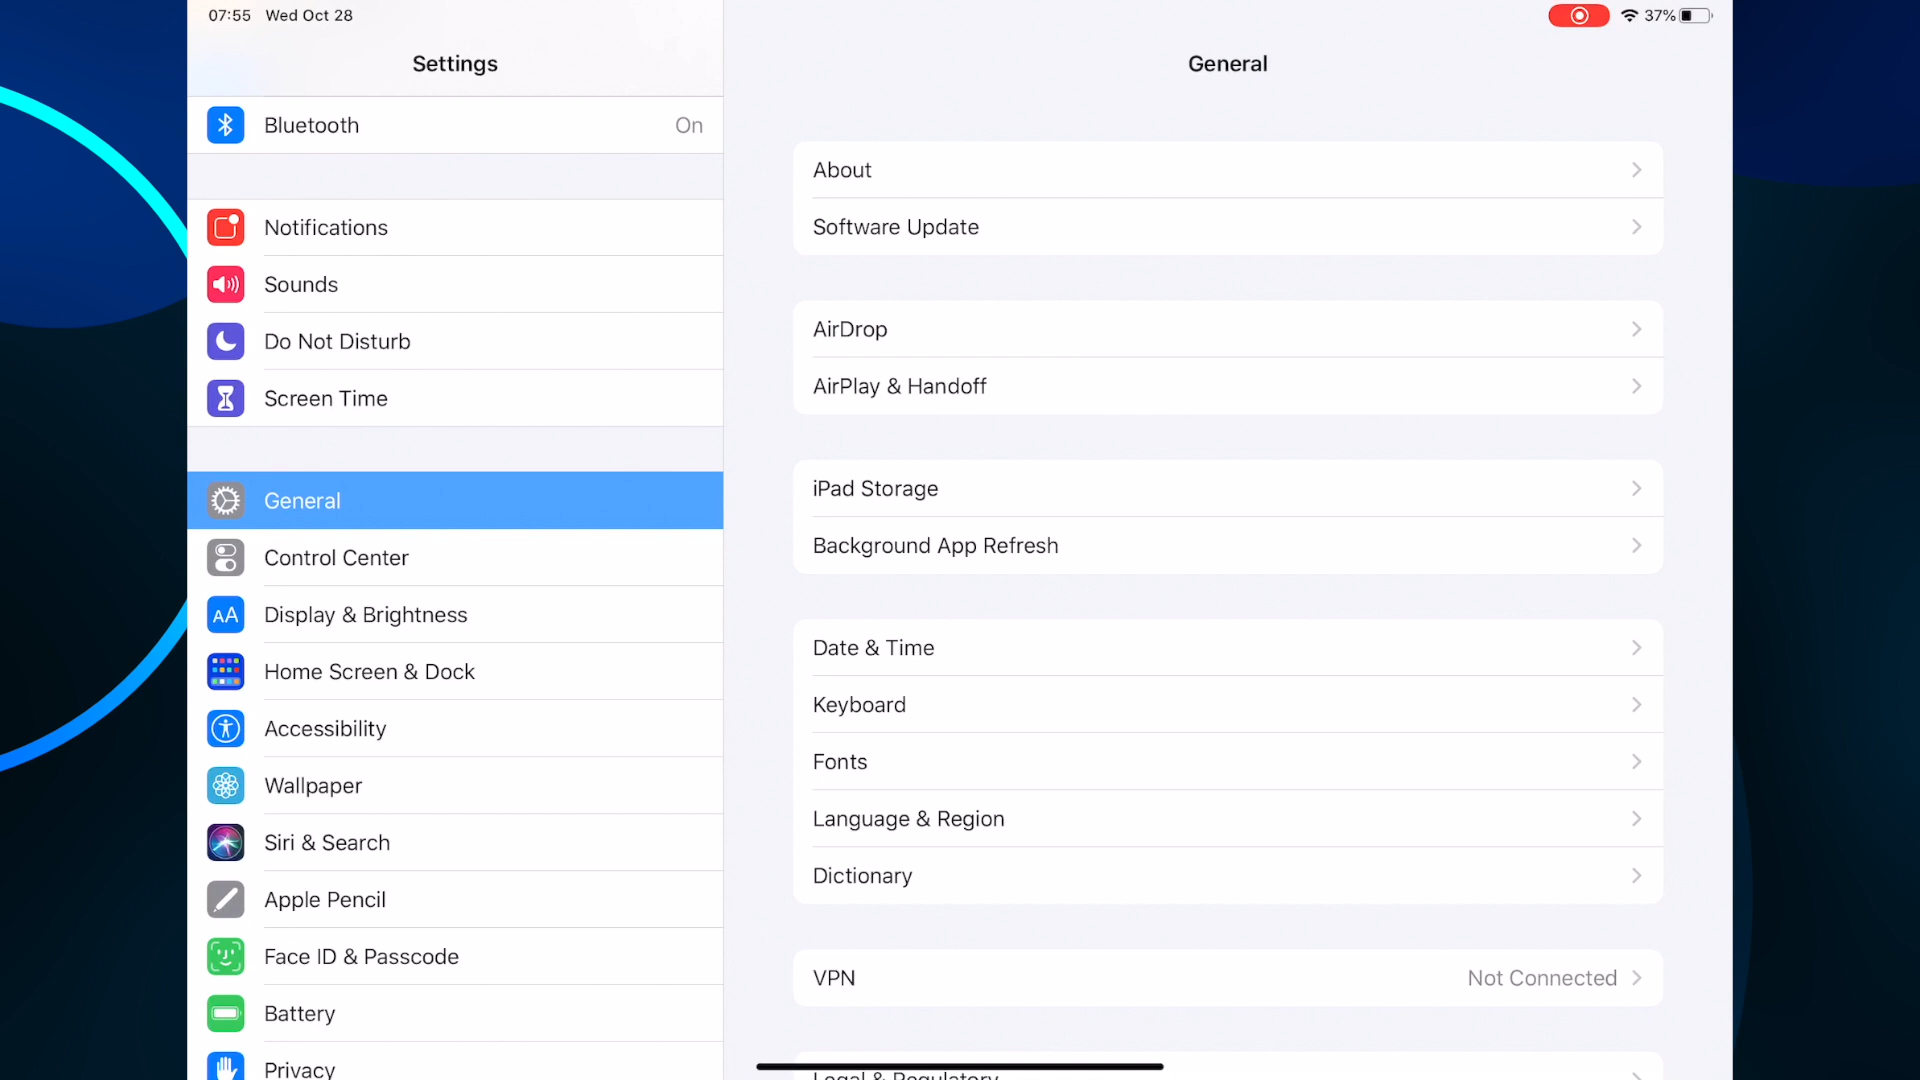 07:55 Wed Oct 28
37%
Settings
Bluetooth On
Notifications
Sounds
Do Not Disturb
Screen Time
General
Control Center
AA Display & Brightness
Home Screen & Dock
Accessibility
Wallpaper
Siri & Search
Apple Pencil
Face ID & Passcode
Battery
Privacy
General
About
Software Update
AirDrop
AirPlay & Handoff
iPad Storage
Background App Refresh
Date & Time
Keyboard
Fonts
Language & Region
Dictionary
VPN Not Connected
Legal & Regulatory